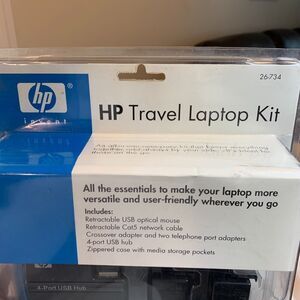 26-734
hp
invent
HP Travel Laptop Kit
All the essentials to make your laptop more
versatile and user-friendly wherever you go
Includes:
Retractable USB optical mouse
Retractable Cat5 network cable
Crossover adapter and two telephone port adapters
4-port USB hub
Zippered case with media storage pockets
4-Port USB Hub